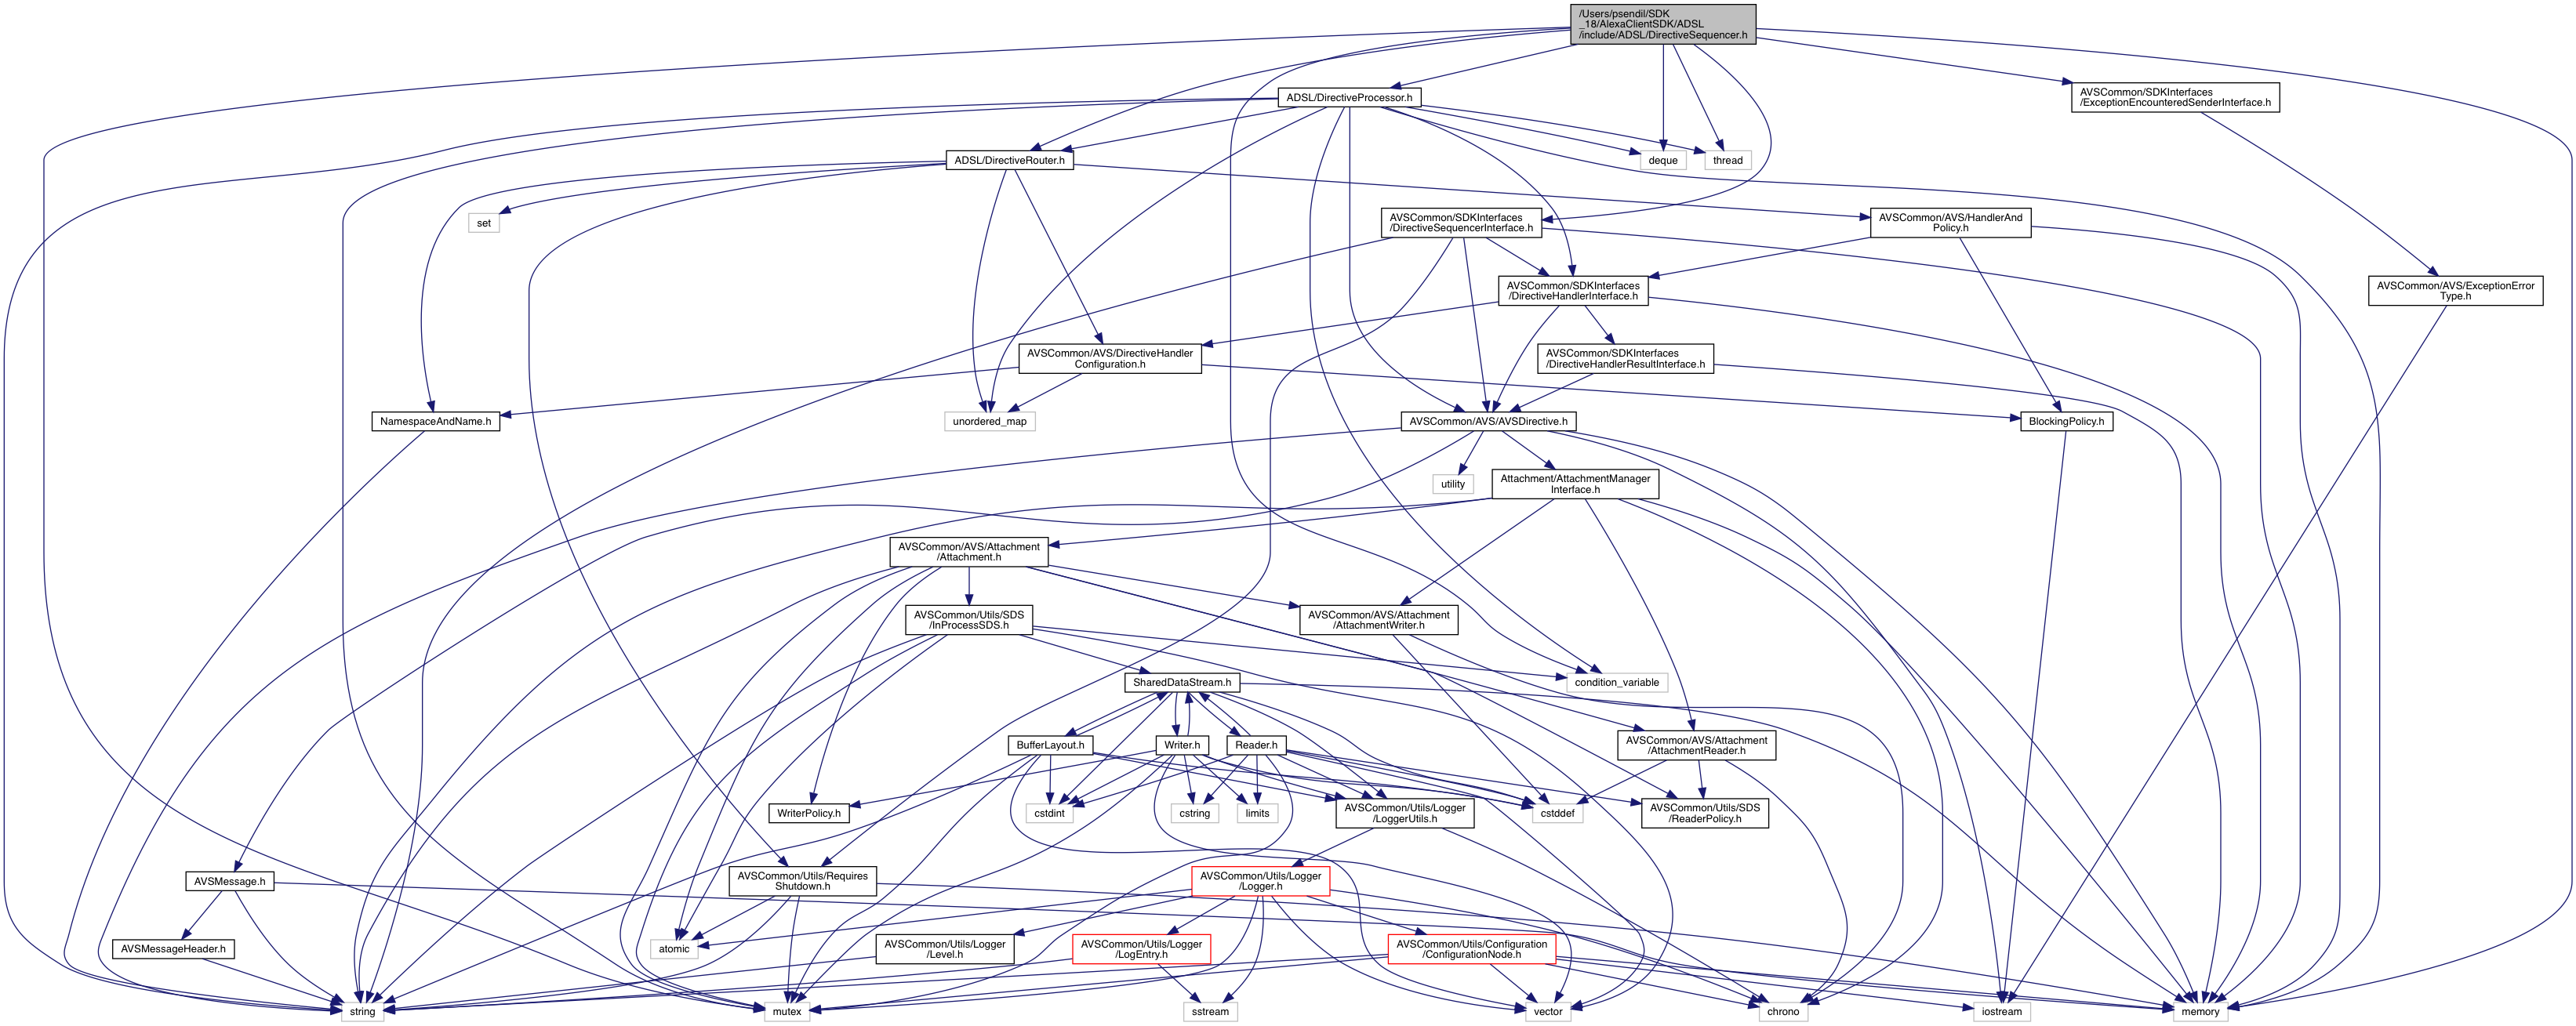 /Users/psendil/SDK
_18/AlexaClientSDK/ADSL
/include/ADSL/DirectiveSequencer.h
ADSL/DirectiveProcessor.h
AVSCommon/SDKInterfaces
/ExceptionEncounteredSenderInterface.h
ADSL/DirectiveRouter.h
deque
thread
set
AVSCommon/SDKInterfaces
/DirectiveSequencerInterface.h
AVSCommon/AVS/HandlerAnd
Policy.h
AVSCommon/SDKInterfaces
/DirectiveHandlerInterface.h
AVSCommon/AVS/ExceptionError
Type.h
AVSCommon/AVS/DirectiveHandler
Configuration.h
AVSCommon/SDKInterfaces
/DirectiveHandlerResultInterface.h
NamespaceAndName.h
unordered_map
AVSCommon/AVS/AVSDirective.h
BlockingPolicy.h
utility
Attachment/AttachmentManager
Interface.h
AVSCommon/AVS/Attachment
/Attachment.h
AVSCommon/Utils/SDS
/InProcessSDS.h
AVSCommon/AVS/Attachment
/AttachmentWriter.h
SharedDataStream.h
condition_variable
BufferLayout.h
Writer.h
Reader.h
AVSCommon/AVS/Attachment
/AttachmentReader.h
WriterPolicy.h
cstdint
cstring
limits
AVSCommon/Utils/Logger
/LoggerUtils.h
cstddef
AVSCommon/Utils/SDS
/ReaderPolicy.h
AVSMessage.h
AVSCommon/Utils/Requires
Shutdown.h
AVSCommon/Utils/Logger
/Logger.h
AVSMessageHeader.h
atomic
AVSCommon/Utils/Logger
/Level.h
AVSCommon/Utils/Logger
/LogEntry.h
AVSCommon/Utils/Configuration
/ConfigurationNode.h
string
mutex
sstream
vector
chrono
iostream
memory